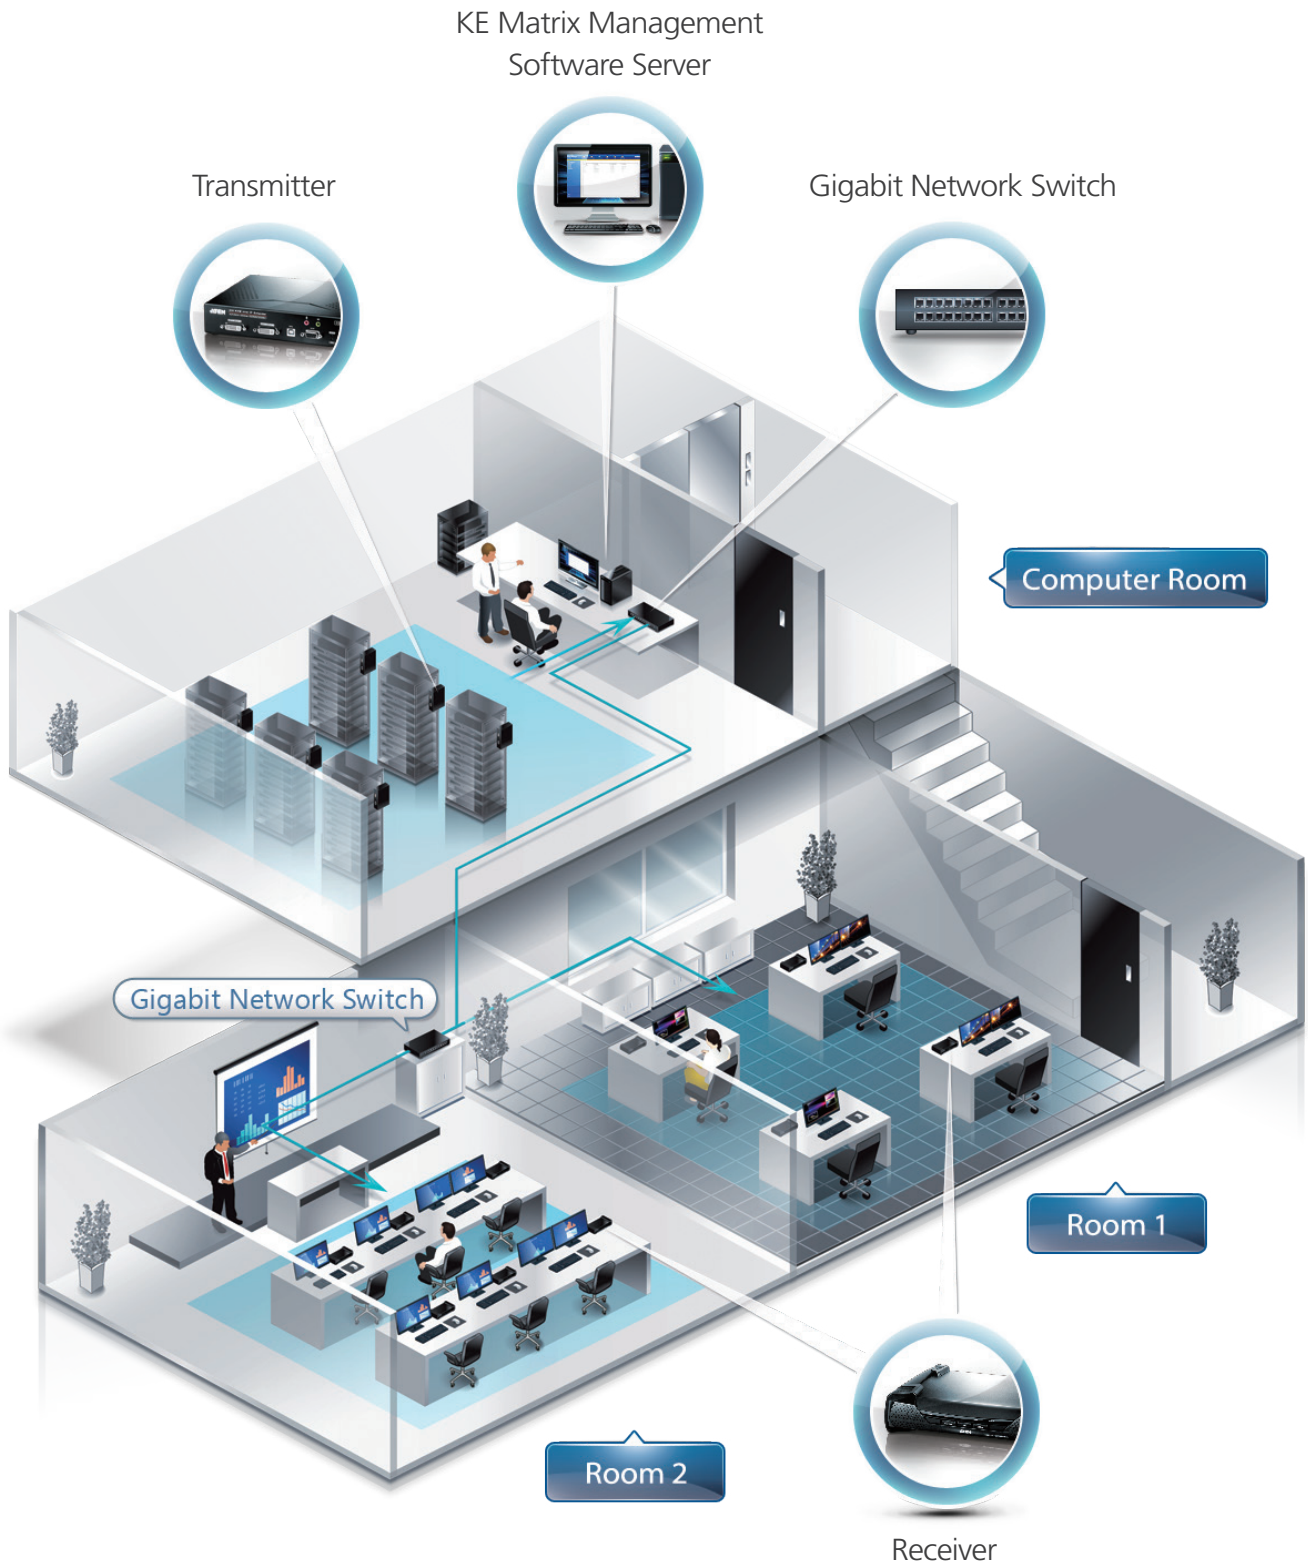 KE Matrix Management
Software Server
Transmitter
Gigabit Network Switch
Computer Room
Gigabit Network Switch
Room 1
Room 2
Receiver